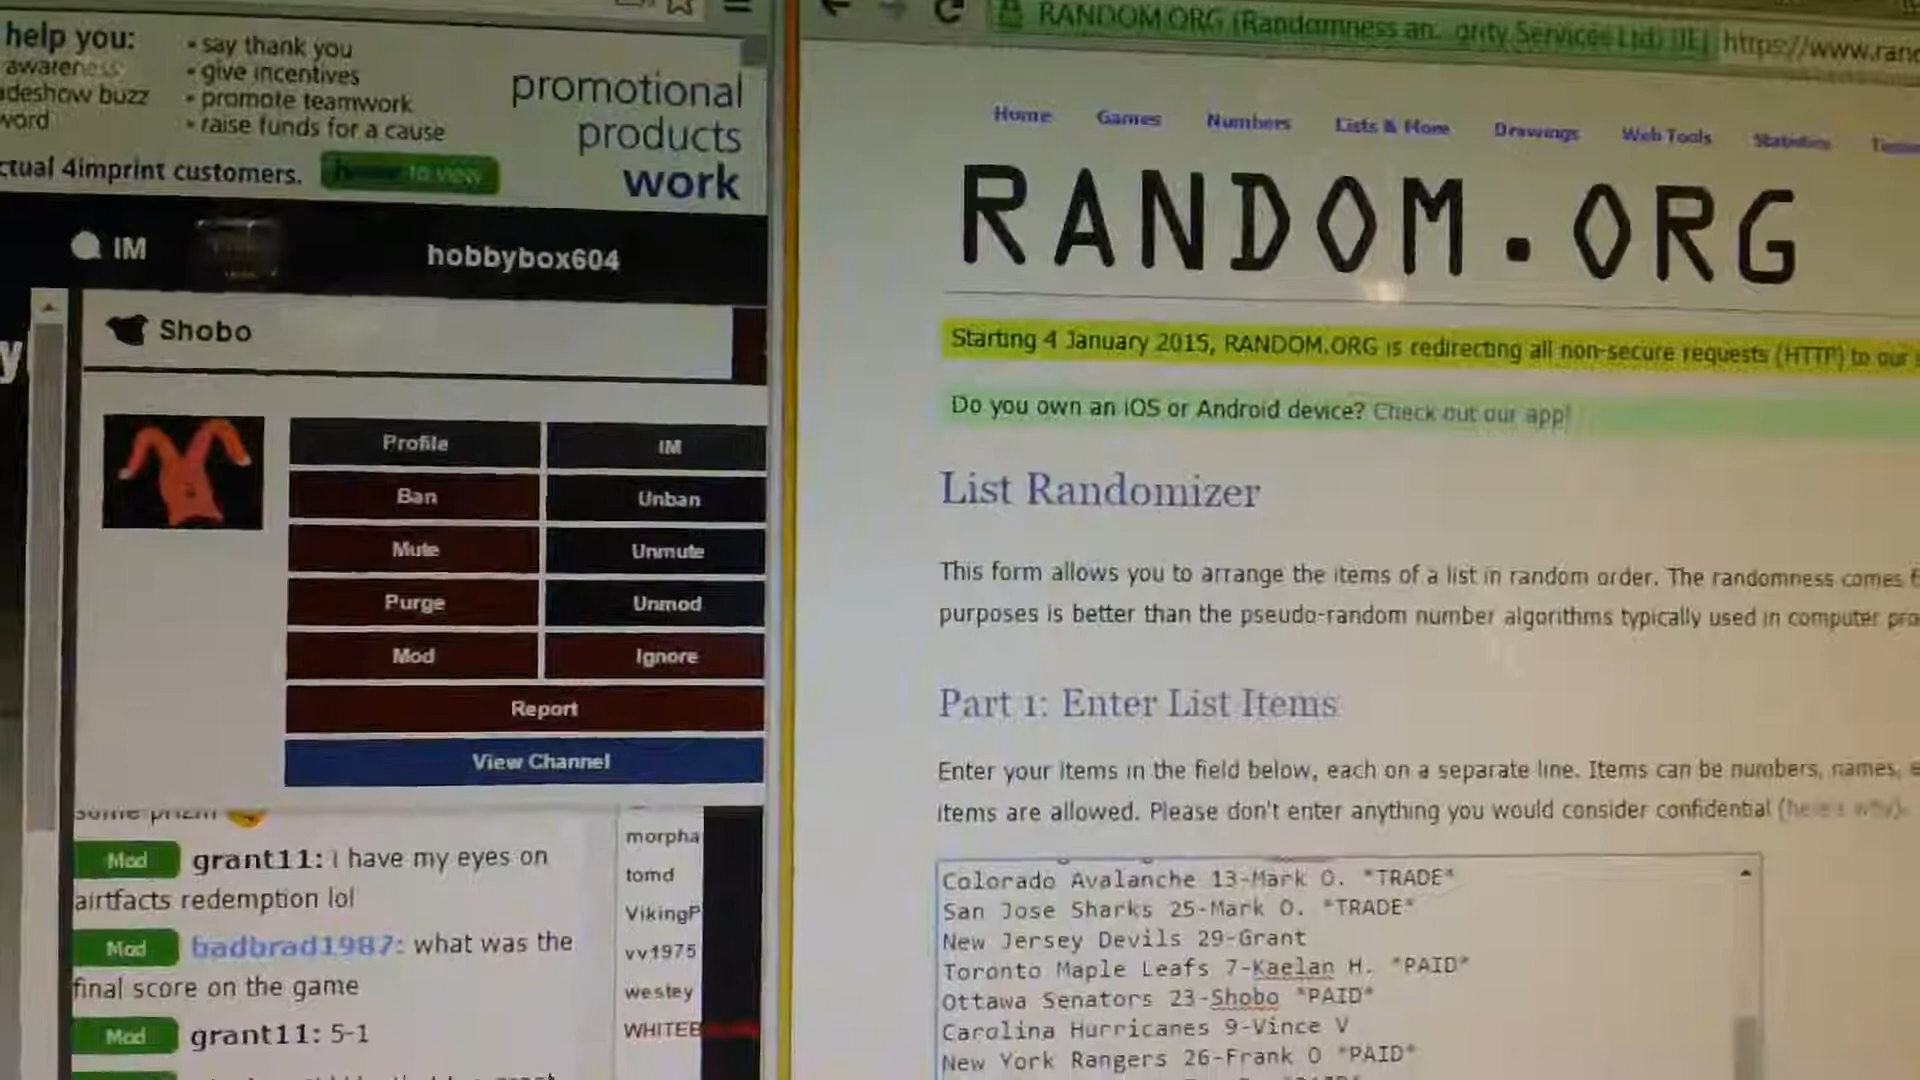 help you:
awareness
adeshow buzz
word
• say thank you
• give incentives
• promote teamwork
• raise funds for a cause
ctual 4imprint customers.
to view
promotional
products
work
IM
hobbybox604
Shobo
Profile
IM
Ban
Unban
Mute
Unmute
Purge
Unmod
Mod
Ignore
Report
View Channel
Mod grant11: I have my eyes on
airtfacts redemption lol
Mod badbrad1987: what was the
final score on the game
Mod grant11: 5-1
morpha
tomd
VikingP
vv1975
westey
WHITEB
RANDOM.ORG (Randomness an...grity Services Ltd) [IE] https://www.rand
Home Games Numbers Lists & More Drawings Web Tools Statistics
RANDOM.ORG
Starting 4 January 2015, RANDOM.ORG is redirecting all non-secure requests (HTTP) to our
Do you own an iOS or Android device? Check out our app!
List Randomizer
This form allows you to arrange the items of a list in random order. The randomness comes f
purposes is better than the pseudo-random number algorithms typically used in computer pro
Part 1: Enter List Items
Enter your items in the field below, each on a separate line. Items can be numbers, names, e
items are allowed. Please don't enter anything you would consider confidential (here's why).
Colorado Avalanche 13-Mark O. *TRADE*
San Jose Sharks 25-Mark O. *TRADE*
New Jersey Devils 29-Grant
Toronto Maple Leafs 7-Kaelan H. *PAID*
Ottawa Senators 23-Shobo *PAID*
Carolina Hurricanes 9-Vince V
New York Rangers 26-Frank O *PAID*